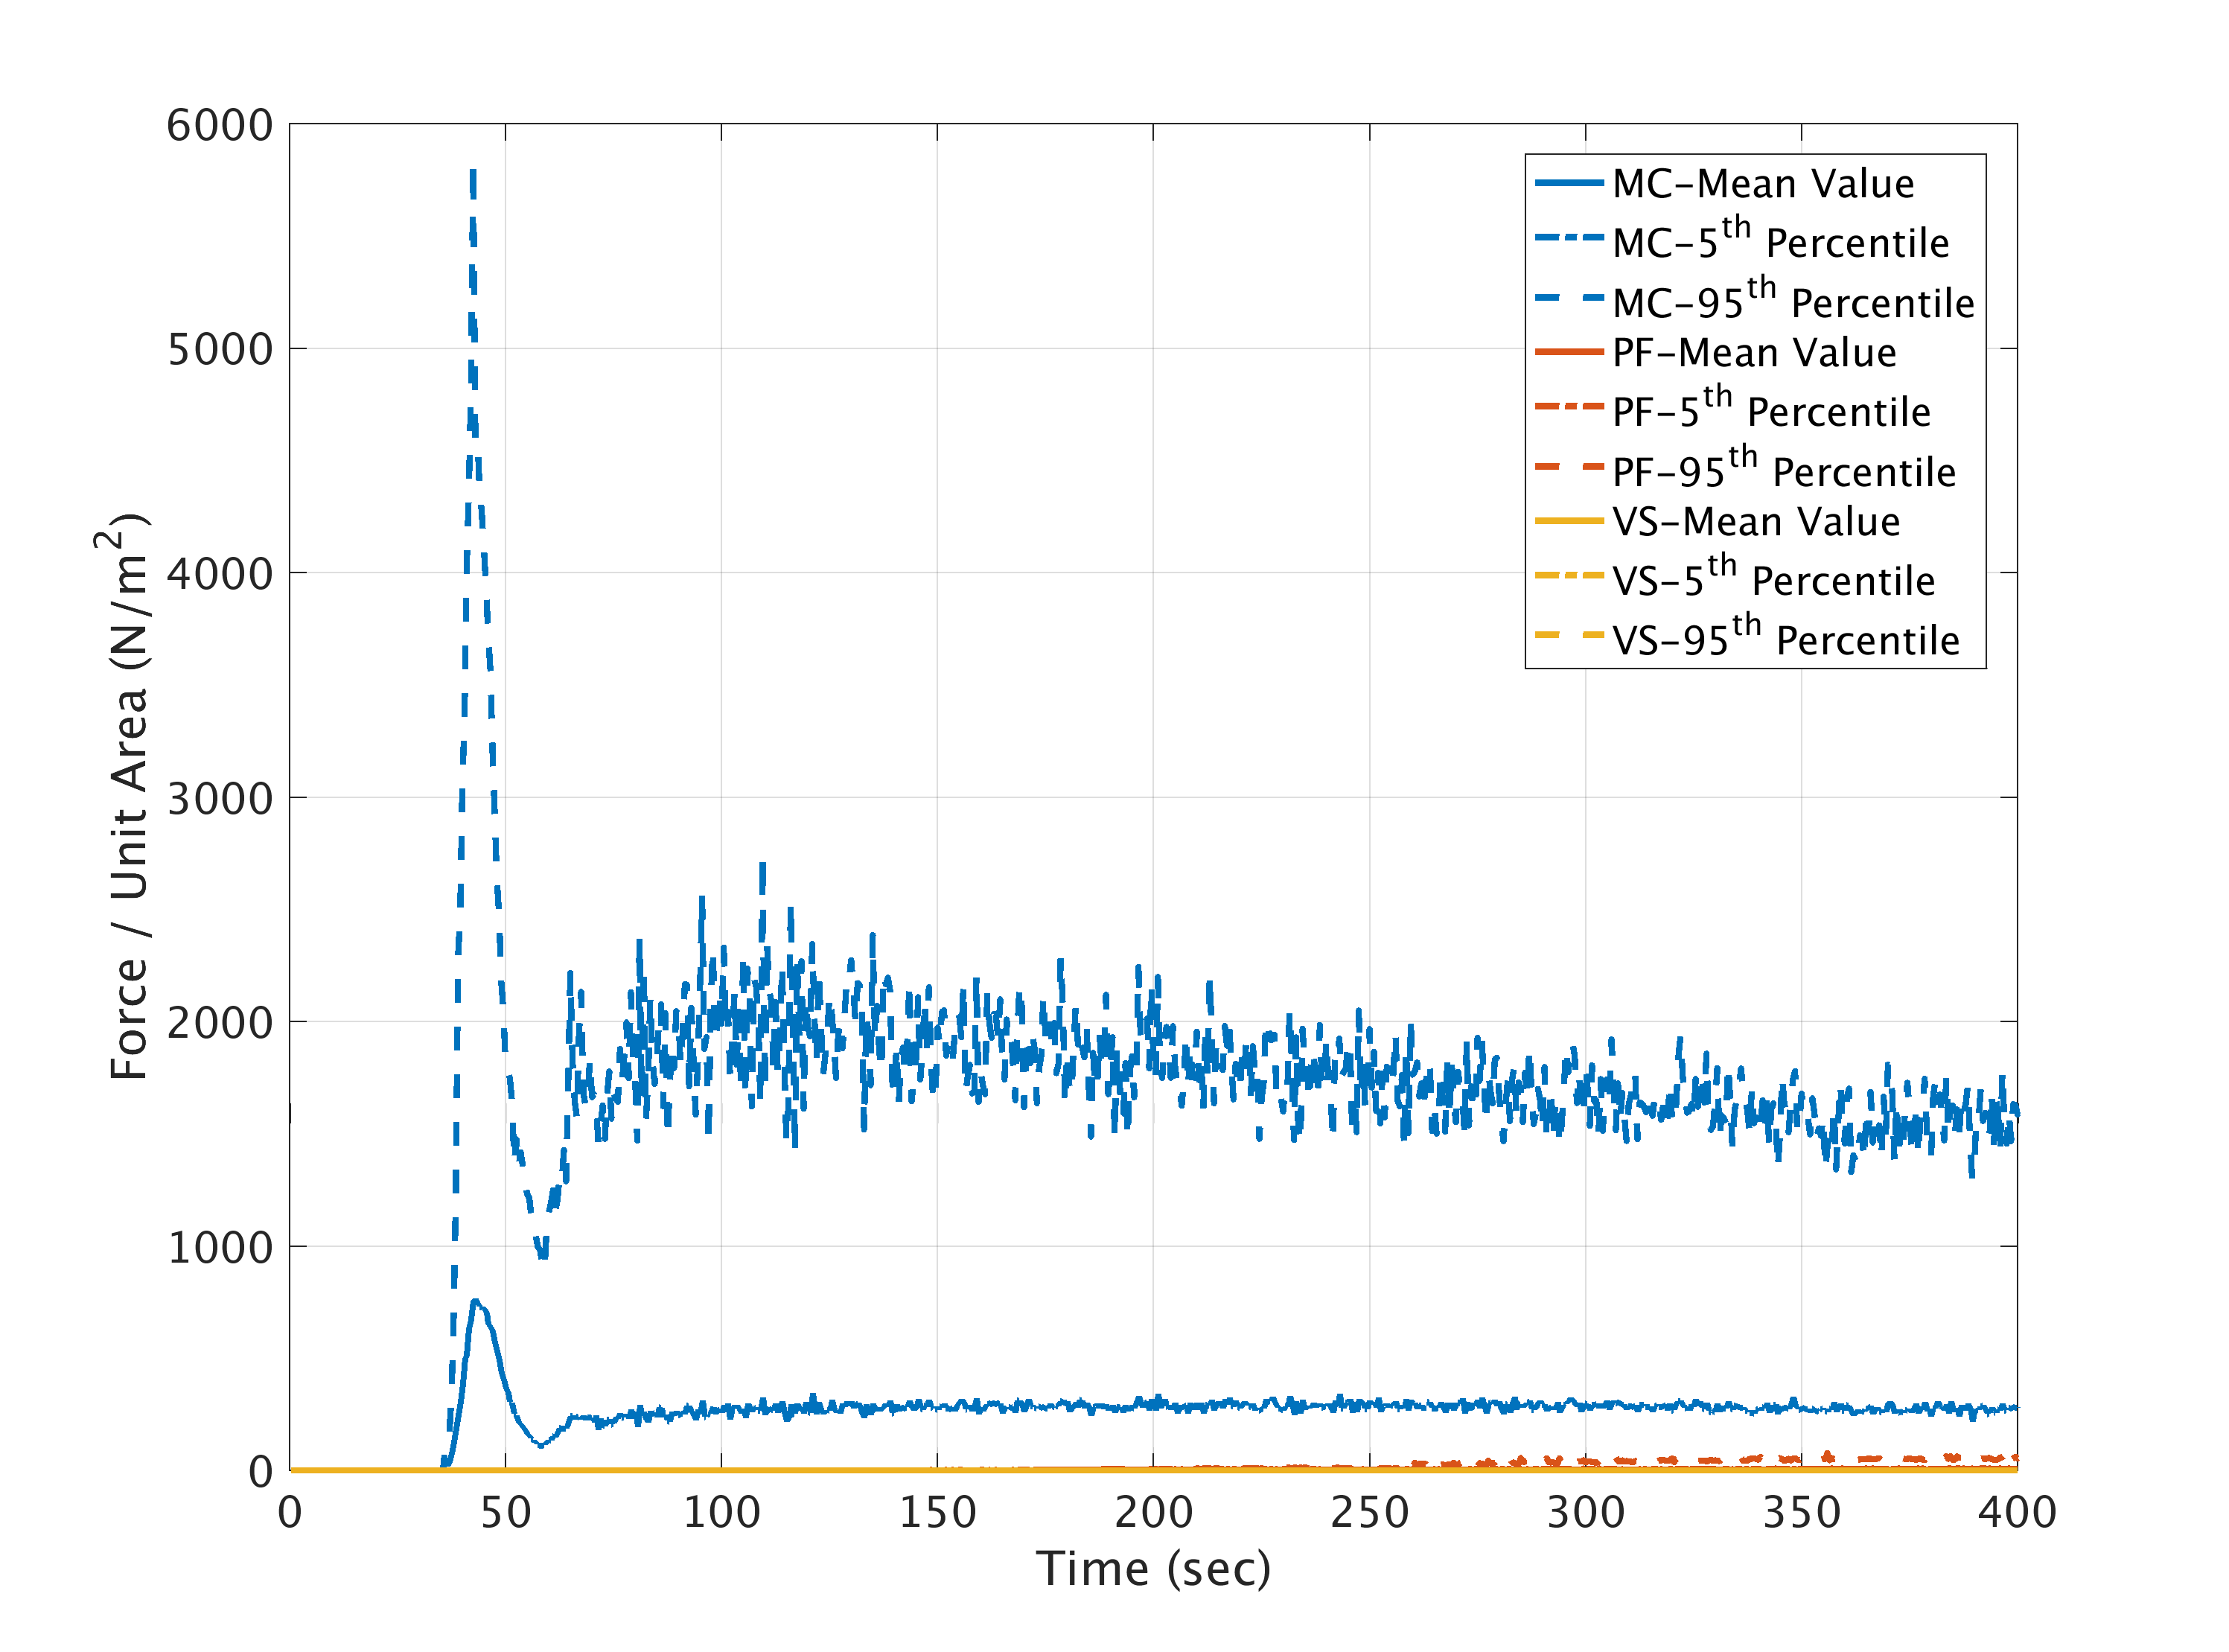 6000
5000
4000
3000
2000
1000
0
Force / Unit Area (N/m²)
0 50 100 150 200 250 300 350 400
Time (sec)
MC–Mean Value
MC–5th Percentile
MC–95th Percentile
PF–Mean Value
PF–5th Percentile
PF–95th Percentile
VS–Mean Value
VS–5th Percentile
VS–95th Percentile